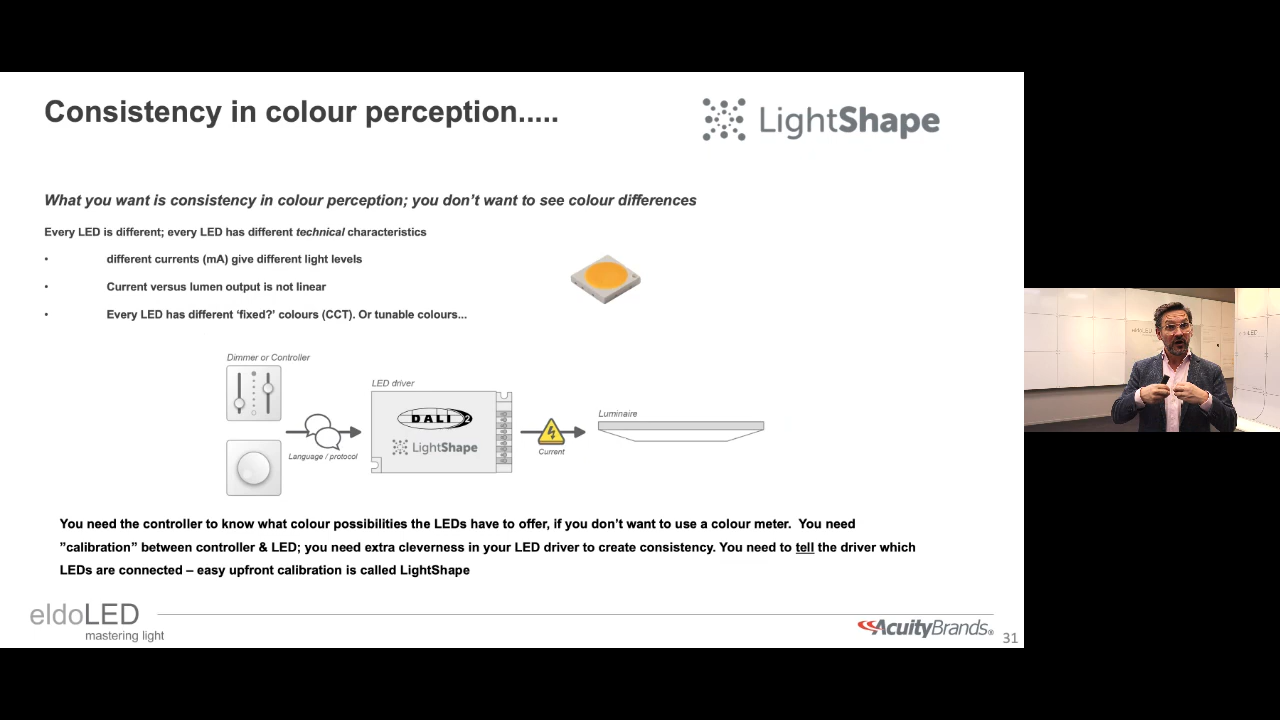 Consistency in colour perception.....
LightShape
What you want is consistency in colour perception; you don't want to see colour differences
Every LED is different; every LED has different technical characteristics
• different currents (mA) give different light levels
• Current versus lumen output is not linear
• Every LED has different 'fixed?' colours (CCT). Or tunable colours...
Dimmer or Controller
LED driver
DALI 2
LightShape
Language / protocol
Current
Luminaire
You need the controller to know what colour possibilities the LEDs have to offer, if you don't want to use a colour meter. You need
"calibration" between controller & LED; you need extra cleverness in your LED driver to create consistency. You need to tell the driver which
LEDs are connected – easy upfront calibration is called LightShape
eldoLED
mastering light
AcuityBrands®
31
eldoLED